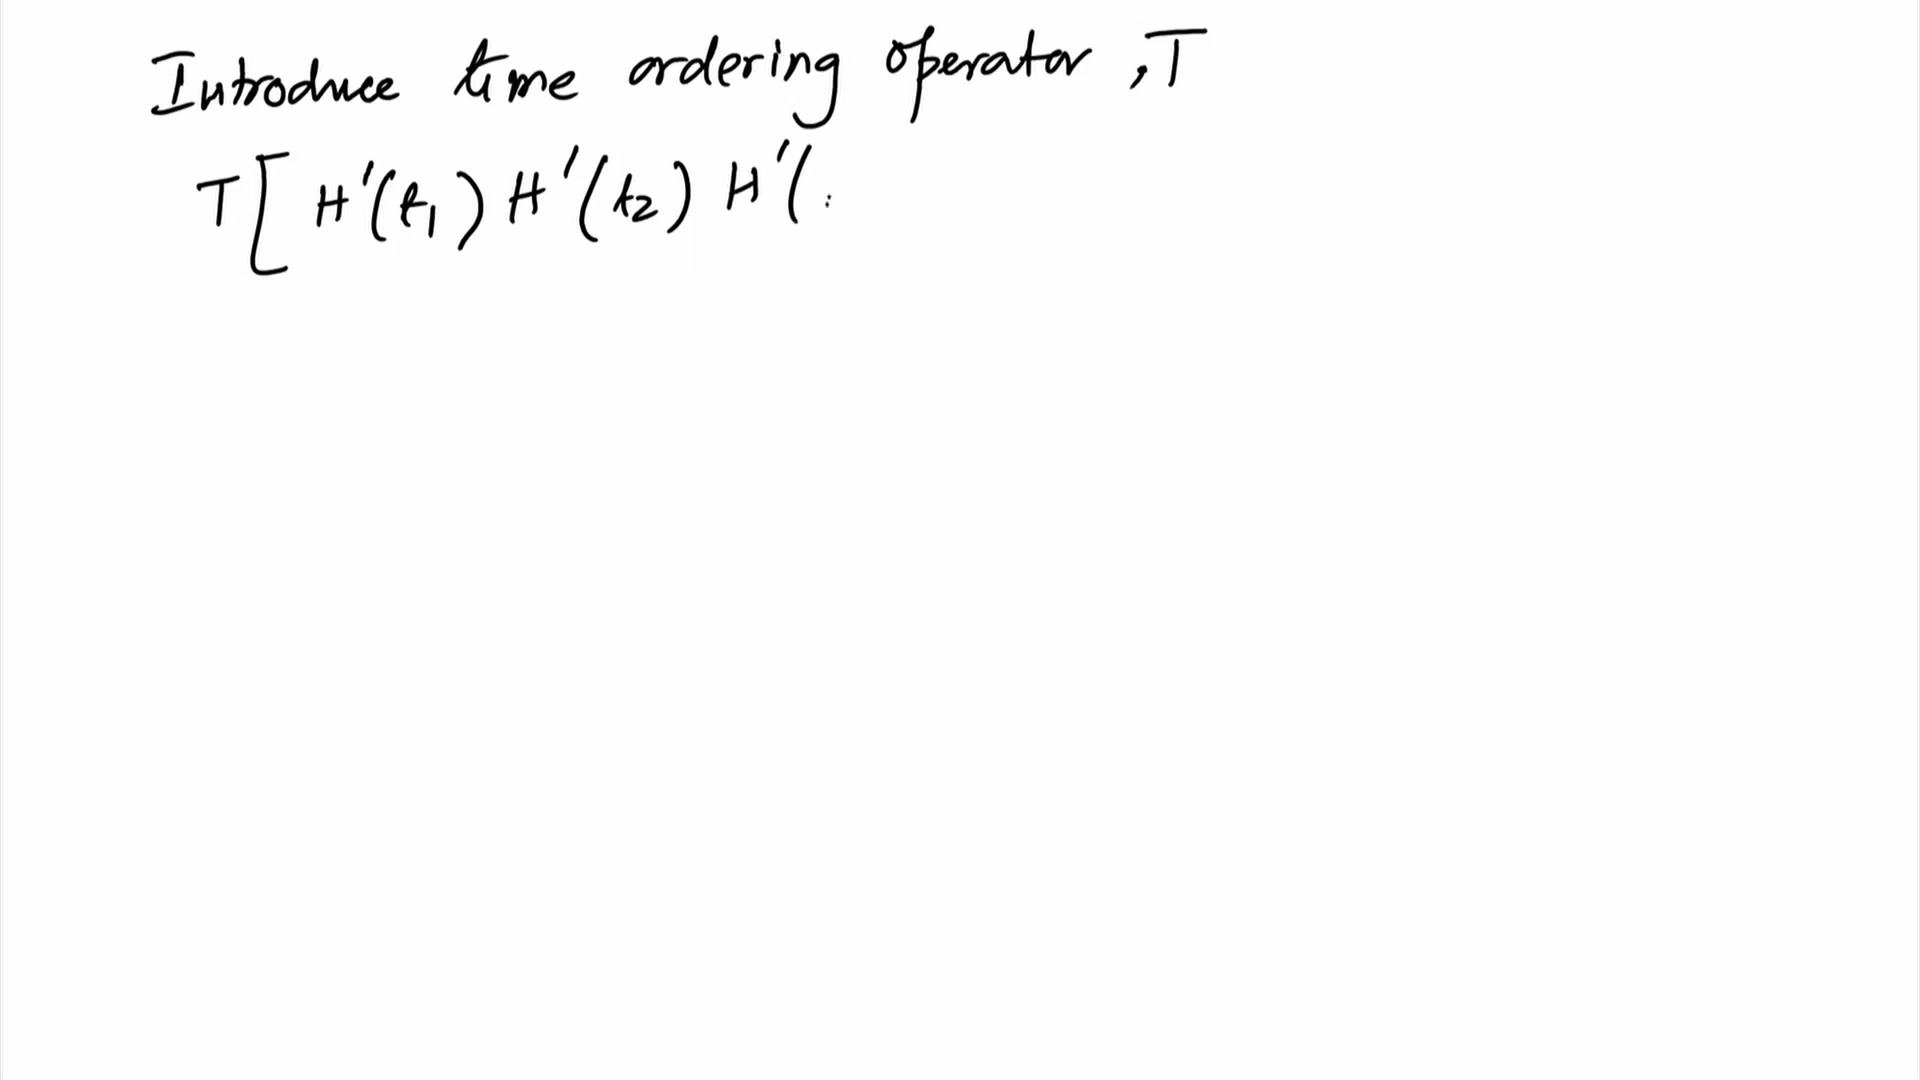 Introduce time ordering operator , T
T[ H'(t₁) H'(t₂) H'(